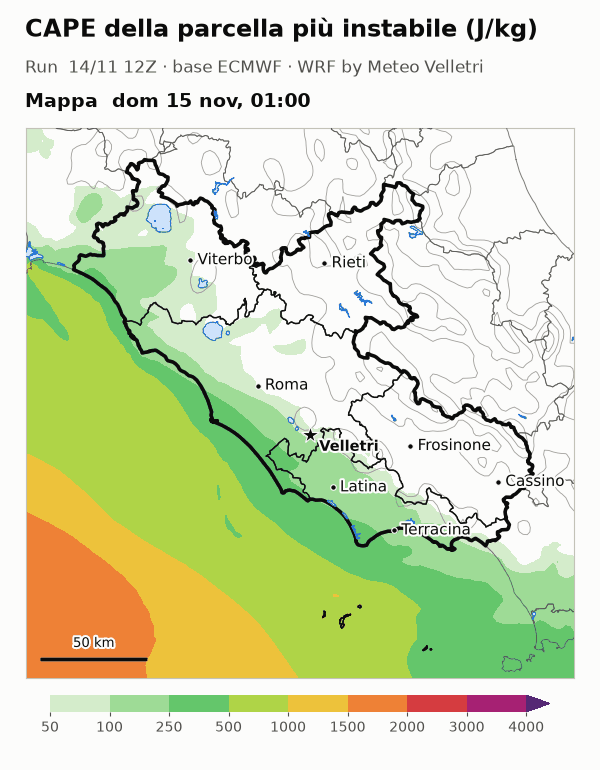 CAPE della parcella più instabile (J/kg)
Run  14/11 12Z · base ECMWF · WRF by Meteo Velletri
Mappa  dom 15 nov, 01:00
Viterbo
Rieti
Roma
Velletri
Frosinone
Cassino
Latina
Terracina
50 km
50 100 250 500 1000 1500 2000 3000 4000